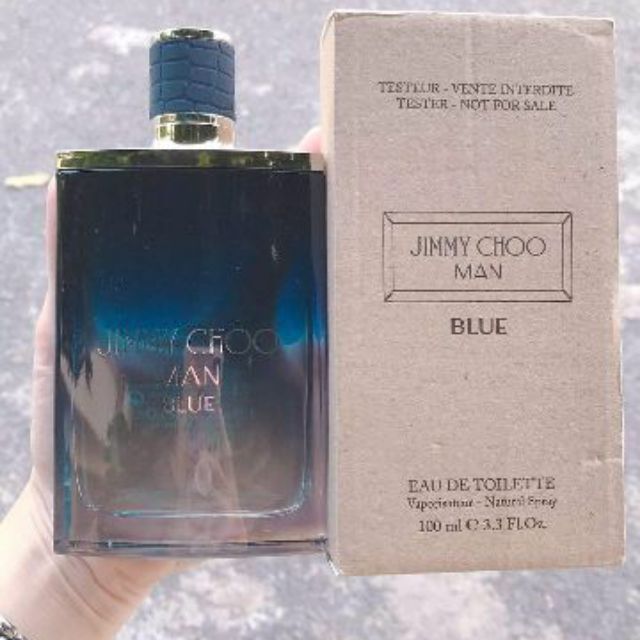 JIMMY CHOO
MAN
BLUE
TESTEUR - VENTE INTERDITE
TESTER - NOT FOR SALE
JIMMY CHOO
MAN
BLUE
EAU DE TOILETTE
Vaporisateur - Natural Spray
100 ml ℮ 3.3 Fl.Oz.